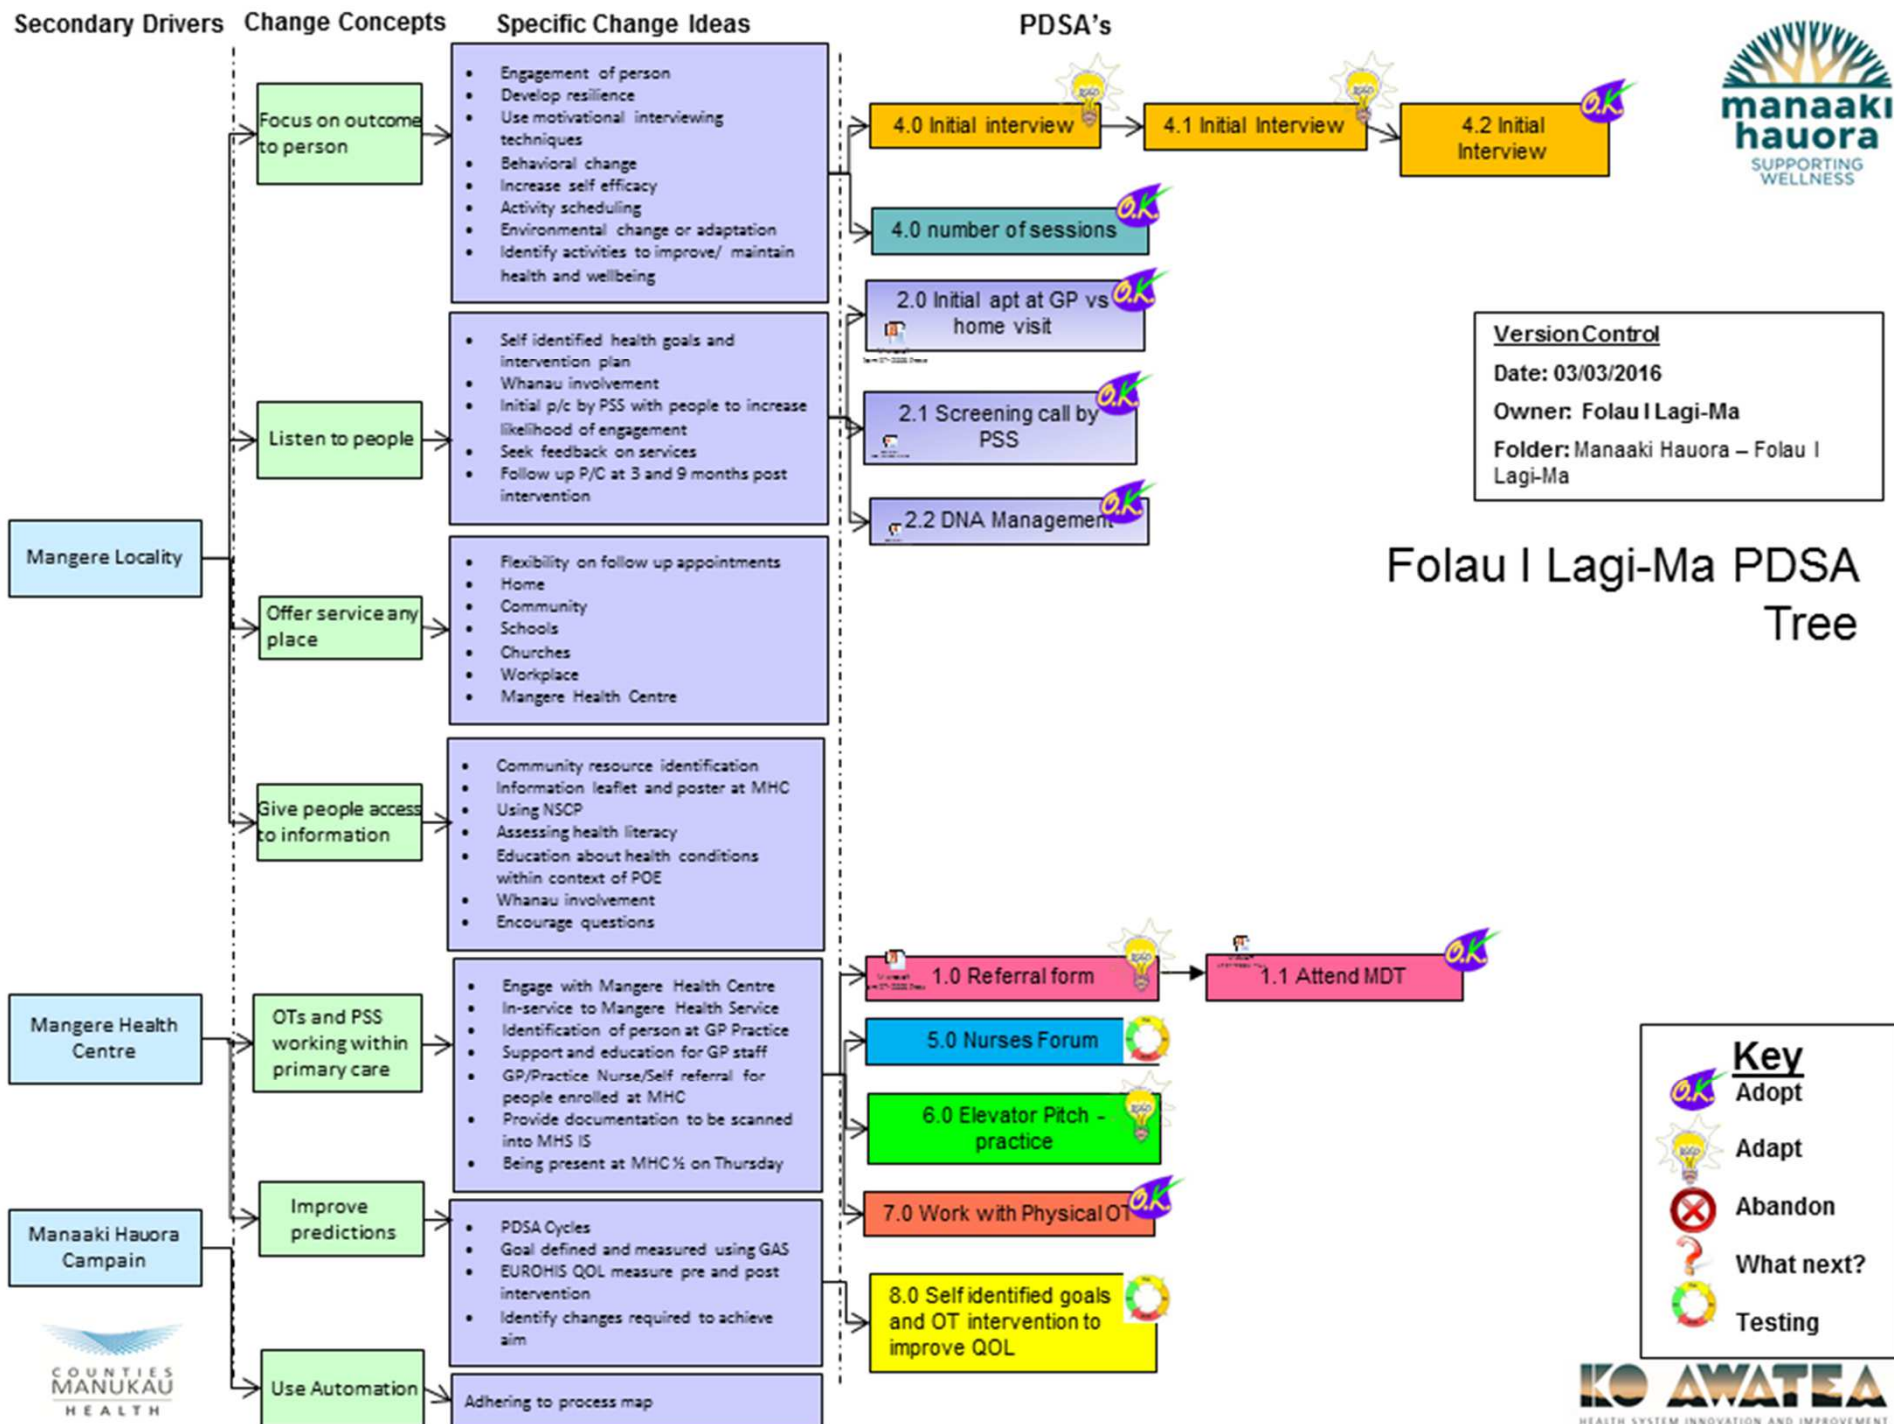 Secondary Drivers
Change Concepts
Specific Change Ideas
PDSA's
manaaki
hauora
SUPPORTING
WELLNESS
Focus on outcome
to person
• Engagement of person
• Develop resilience
• Use motivational interviewing
techniques
• Behavioral change
• Increase self efficacy
• Activity scheduling
• Environmental change or adaptation
• Identify activities to improve/ maintain
health and wellbeing
4.0 Initial interview
4.1 Initial Interview
4.2 Initial
Interview
O.K.
4.0 number of sessions
O.K.
Listen to people
• Self identified health goals and
intervention plan
• Whanau involvement
• Initial p/c by PSS with people to increase
likelihood of engagement
• Seek feedback on services
• Follow up P/C at 3 and 9 months post
intervention
2.0 Initial apt at GP vs
home visit
O.K.
2.1 Screening call by
PSS
O.K.
2.2 DNA Management
O.K.
Version Control
Date: 03/03/2016
Owner: Folau I Lagi-Ma
Folder: Manaaki Hauora – Folau I
Lagi-Ma
Folau I Lagi-Ma PDSA
Tree
Mangere Locality
Offer service any
place
• Flexibility on follow up appointments
• Home
• Community
• Schools
• Churches
• Workplace
• Mangere Health Centre
Give people access
to information
• Community resource identification
• Information leaflet and poster at MHC
• Using NSCP
• Assessing health literacy
• Education about health conditions
within context of POE
• Whanau involvement
• Encourage questions
Mangere Health
Centre
OTs and PSS
working within
primary care
• Engage with Mangere Health Centre
• In-service to Mangere Health Service
• Identification of person at GP Practice
• Support and education for GP staff
• GP/Practice Nurse/Self referral for
people enrolled at MHC
• Provide documentation to be scanned
into MHS IS
• Being present at MHC ½ on Thursday
1.0 Referral form
1.1 Attend MDT
O.K.
5.0 Nurses Forum
6.0 Elevator Pitch -
practice
7.0 Work with Physical OT
O.K.
Manaaki Hauora
Campain
Improve
predictions
• PDSA Cycles
• Goal defined and measured using GAS
• EUROHIS QOL measure pre and post
intervention
• Identify changes required to achieve
aim
8.0 Self identified goals
and OT intervention to
improve QOL
Use Automation
Adhering to process map
Key
O.K. Adopt
Adapt
Abandon
What next?
Testing
COUNTIES
MANUKAU
HEALTH
KO AWATEA
HEALTH SYSTEM INNOVATION AND IMPROVEMENT